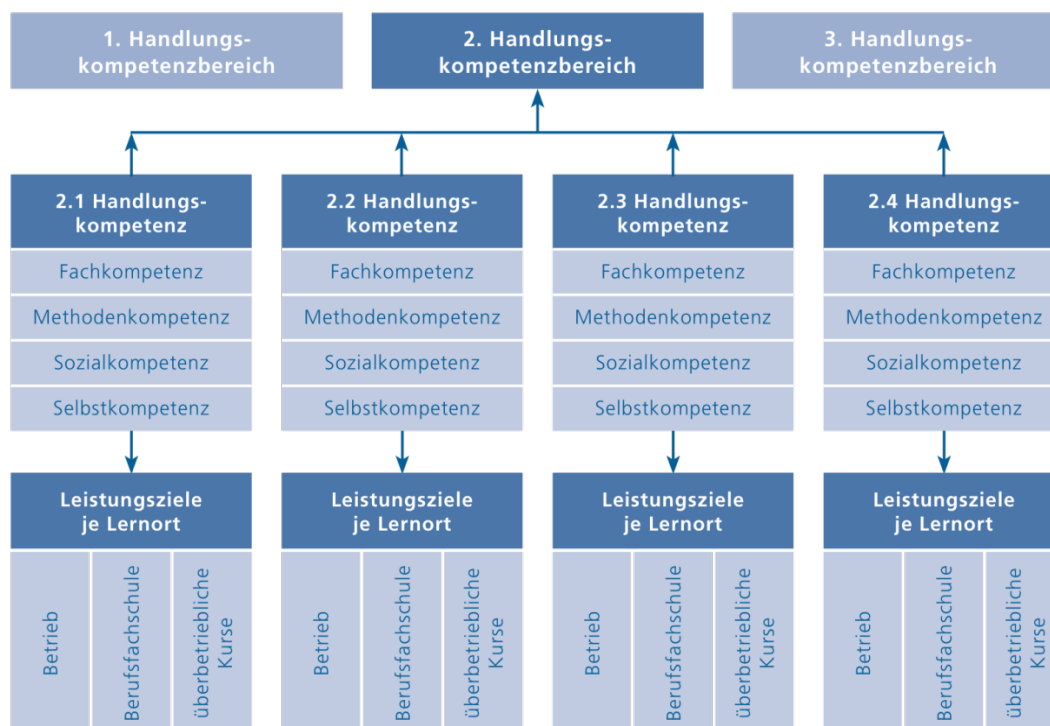 1. Handlungs-
kompetenzbereich
2. Handlungs-
kompetenzbereich
3. Handlungs-
kompetenzbereich
2.1 Handlungs-
kompetenz
Fachkompetenz
Methodenkompetenz
Sozialkompetenz
Selbstkompetenz
Leistungsziele
je Lernort
Betrieb
Berufsfachschule
überbetriebliche
Kurse
2.2 Handlungs-
kompetenz
Fachkompetenz
Methodenkompetenz
Sozialkompetenz
Selbstkompetenz
Leistungsziele
je Lernort
Betrieb
Berufsfachschule
überbetriebliche
Kurse
2.3 Handlungs-
kompetenz
Fachkompetenz
Methodenkompetenz
Sozialkompetenz
Selbstkompetenz
Leistungsziele
je Lernort
Betrieb
Berufsfachschule
überbetriebliche
Kurse
2.4 Handlungs-
kompetenz
Fachkompetenz
Methodenkompetenz
Sozialkompetenz
Selbstkompetenz
Leistungsziele
je Lernort
Betrieb
Berufsfachschule
überbetriebliche
Kurse